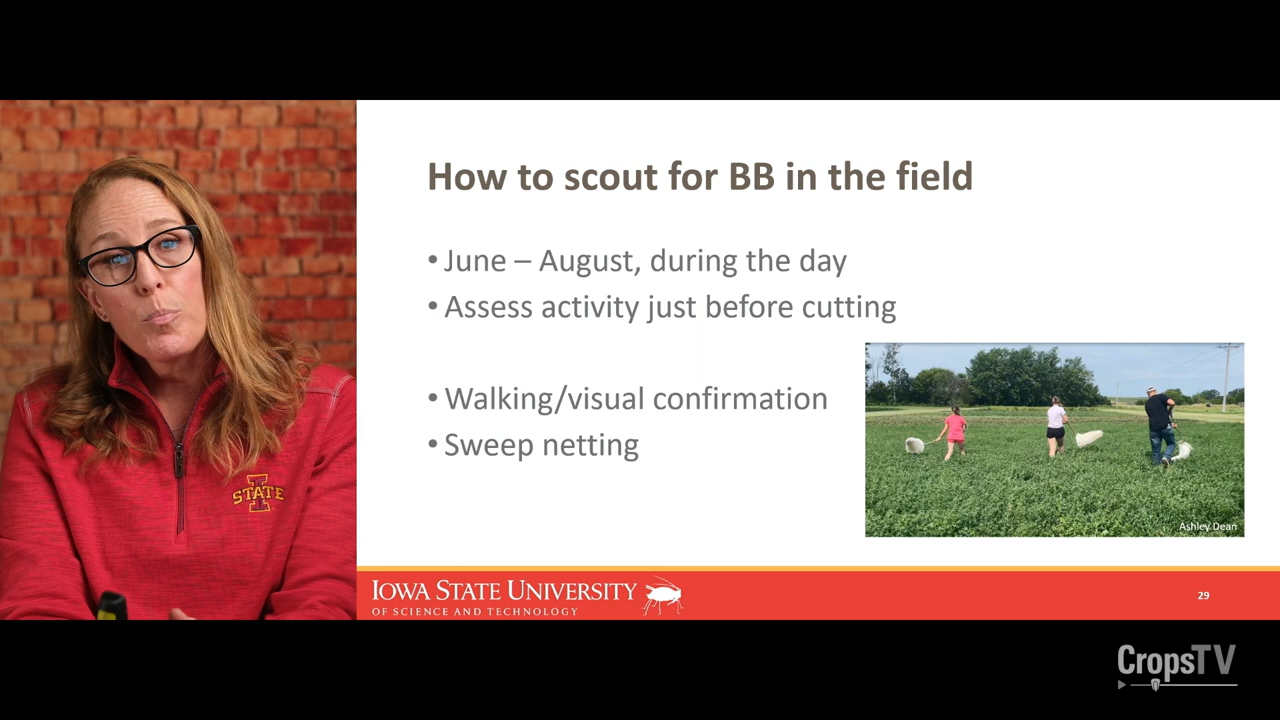 How to scout for BB in the field
• June – August, during the day
• Assess activity just before cutting
• Walking/visual confirmation
• Sweep netting
Ashley Dean
I
STATE
IOWA STATE UNIVERSITY
OF SCIENCE AND TECHNOLOGY
29
CropsTV